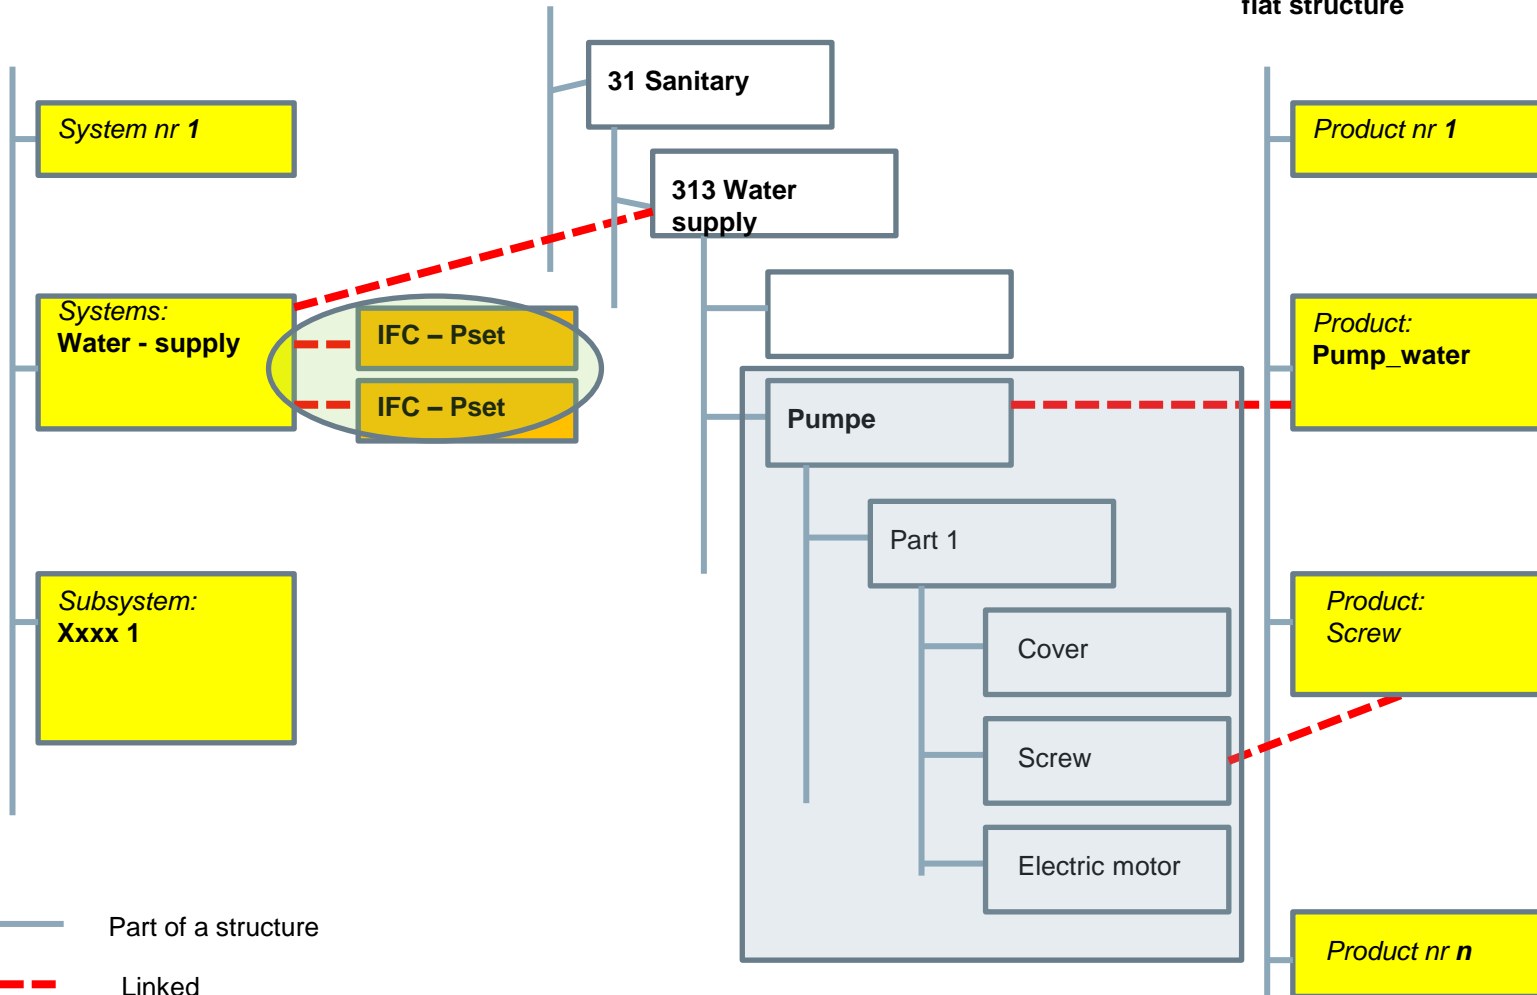 flat structure
System nr 1
Systems:
Water - supply
Subsystem:
Xxxx 1
IFC – Pset
IFC – Pset
31 Sanitary
313 Water
supply
Pumpe
Part 1
Cover
Screw
Electric motor
Product nr 1
Product:
Pump_water
Product:
Screw
Product nr n
Part of a structure
Linked